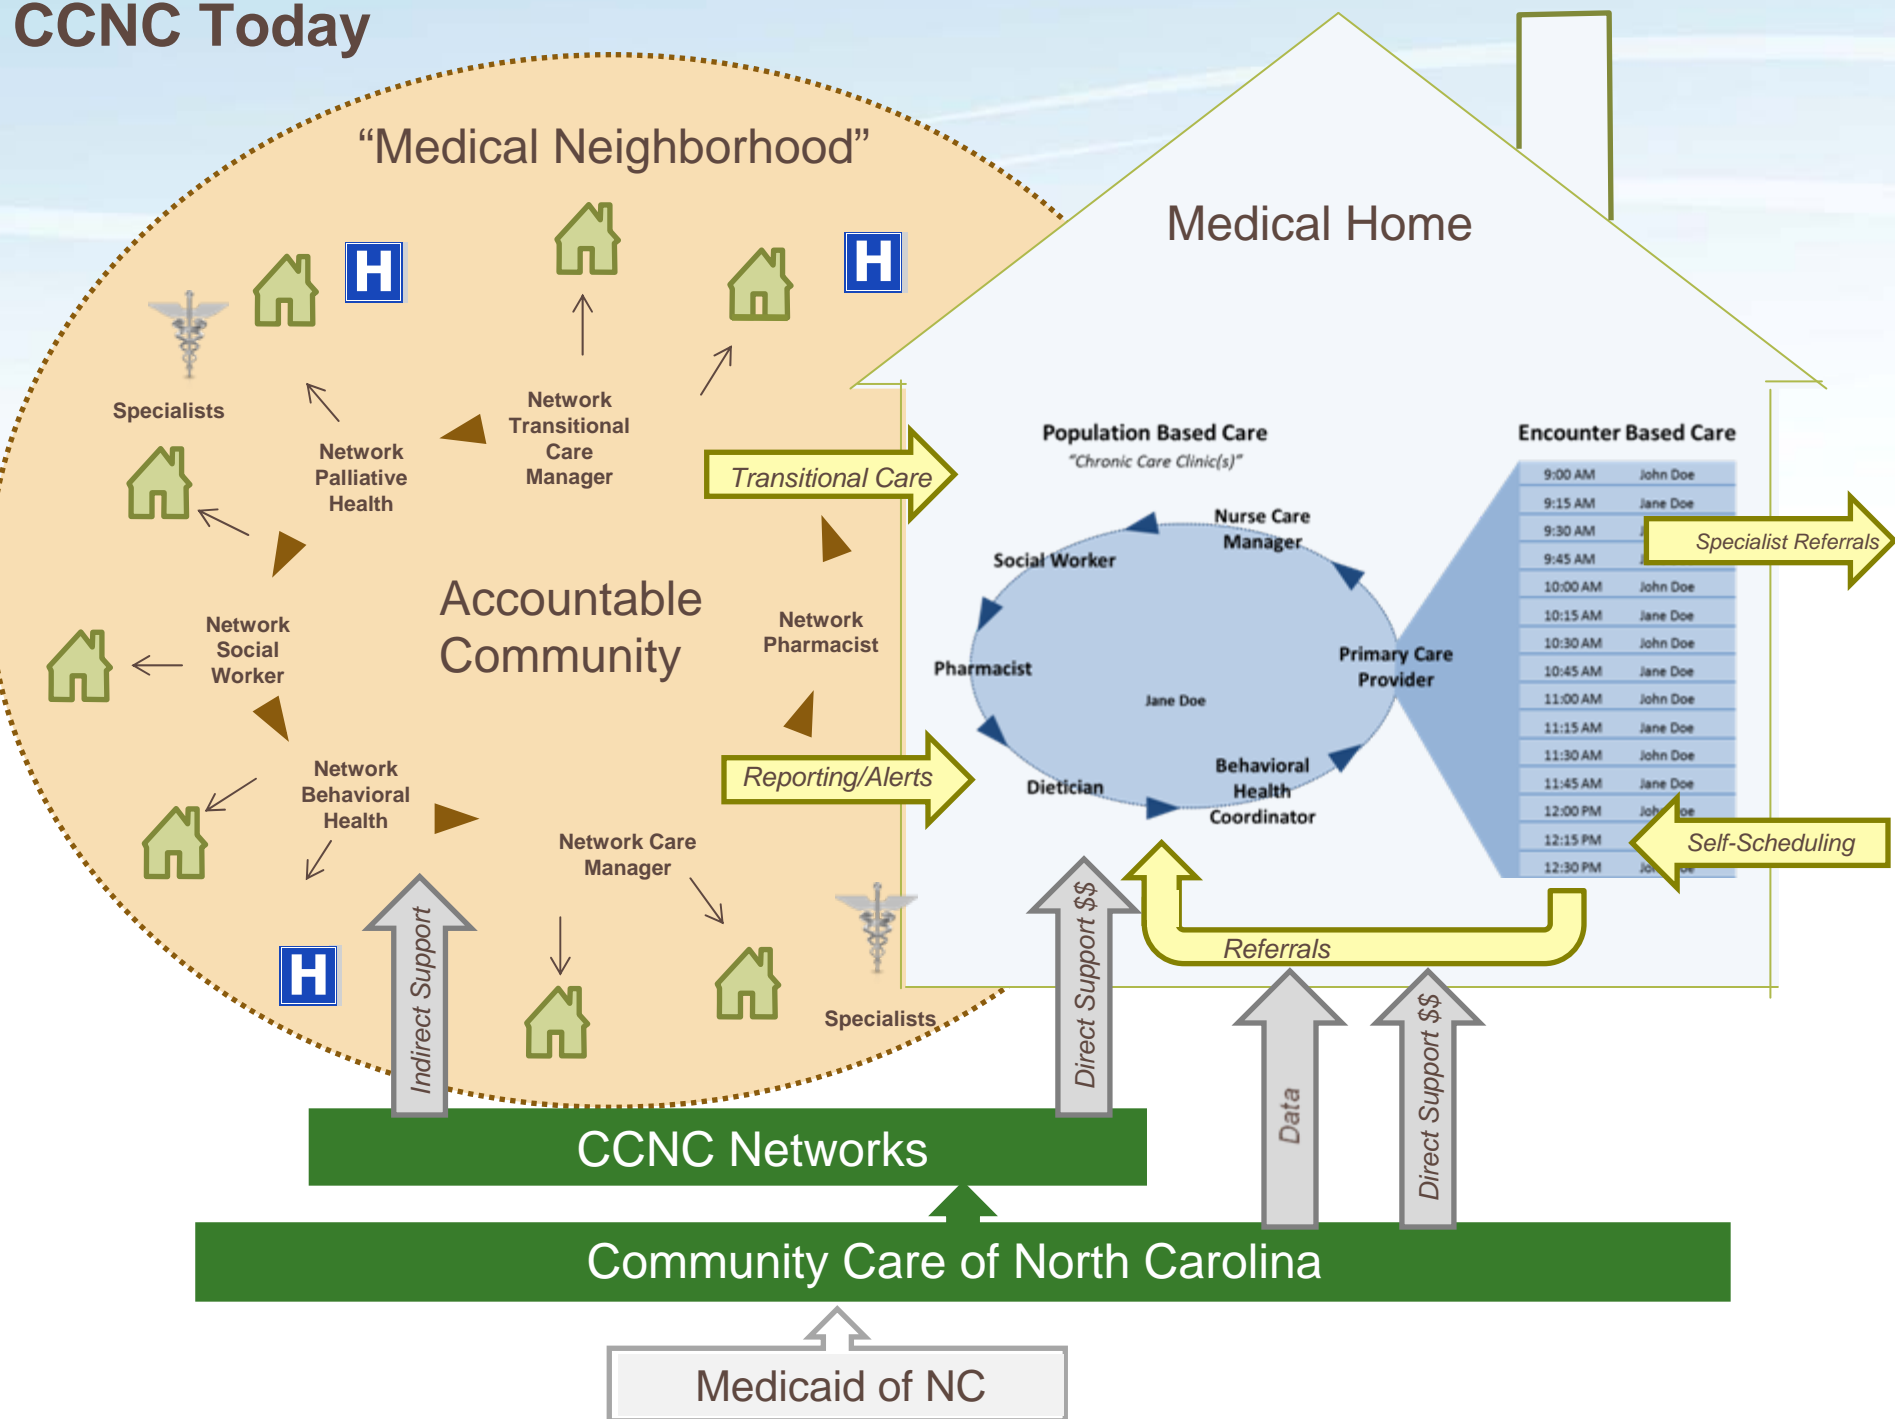 CCNC Today
“Medical Neighborhood”
H
H
Specialists
Network
Palliative
Health
Network
Transitional
Care
Manager
Accountable
Community
Network
Social
Worker
Network
Pharmacist
Network
Behavioral
Health
Network Care
Manager
H
Specialists
Medical Home
Transitional Care
Reporting/Alerts
Population Based Care
"Chronic Care Clinic(s)"
Nurse Care
Manager
Social Worker
Pharmacist
Primary Care
Provider
Jane Doe
Dietician
Behavioral
Health
Coordinator
Encounter Based Care
9:00 AM John Doe
9:15 AM Jane Doe
9:30 AM
9:45 AM
10:00 AM John Doe
10:15 AM Jane Doe
10:30 AM John Doe
10:45 AM Jane Doe
11:00 AM John Doe
11:15 AM Jane Doe
11:30 AM John Doe
11:45 AM Jane Doe
12:00 PM John Doe
12:15 PM
12:30 PM
Specialist Referrals
Self-Scheduling
Referrals
Indirect Support
Direct Support $$
Data
Direct Support $$
CCNC Networks
Community Care of North Carolina
Medicaid of NC